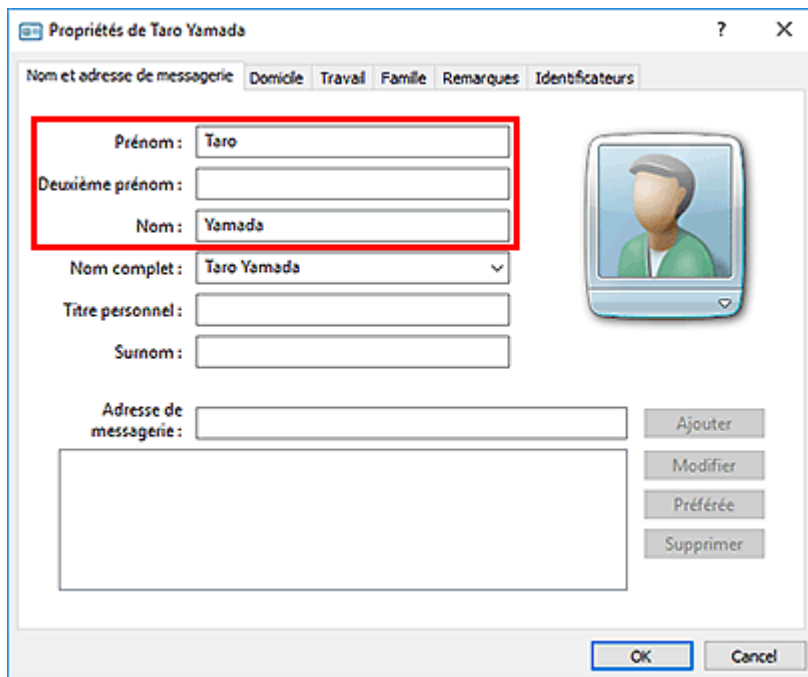 Propriétés de Taro Yamada ?
Nom et adresse de messagerie Domicile Travail Famille Remarques Identificateurs
Prénom : Taro
Deuxième prénom :
Nom : Yamada
Nom complet : Taro Yamada
Titre personnel :
Surnom :
Adresse de
messagerie :
Ajouter
Modifier
Préférée
Supprimer
OK Cancel